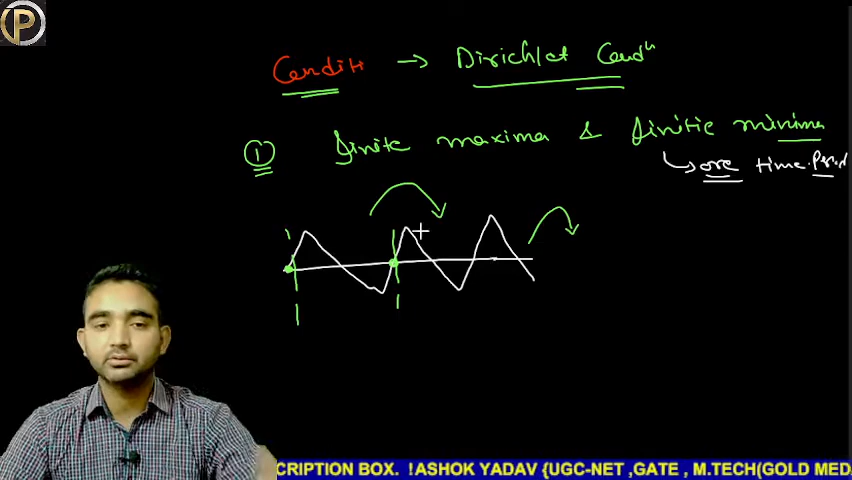 P
Condit → Dirichlet Condn
① finite maxima & finitie minima
one time. Period
+
CRIPTION BOX. !ASHOK YADAV {UGC-NET ,GATE , M.TECH(GOLD MED